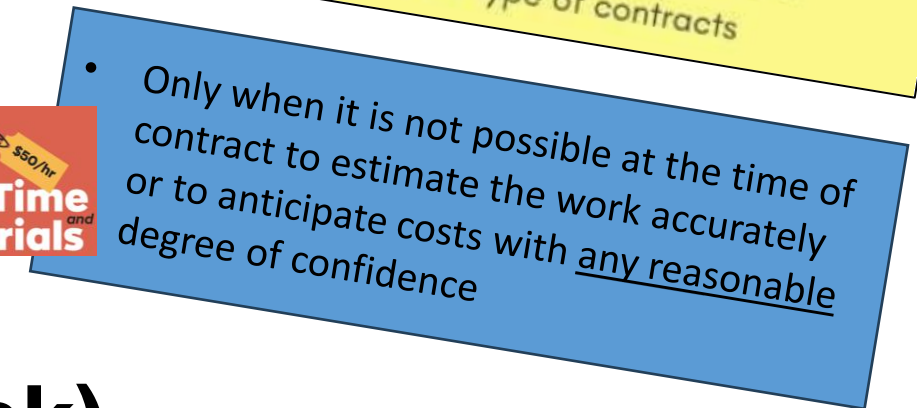 of contracts
• Only when it is not possible at the time of
contract to estimate the work accurately
or to anticipate costs with any reasonable
degree of confidence
$50/hr
Time
and
rials
k)